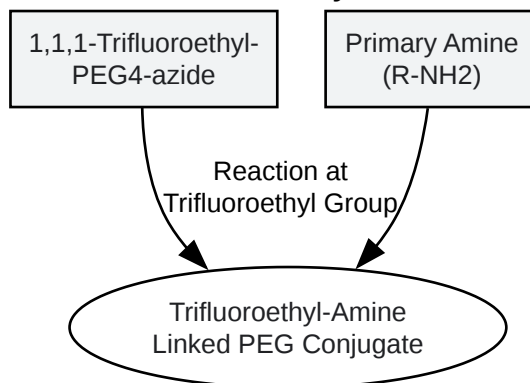 1,1,1-Trifluoroethyl-
PEG4-azide
Primary Amine
(R-NH2)
Reaction at
Trifluoroethyl Group
Trifluoroethyl-Amine
Linked PEG Conjugate